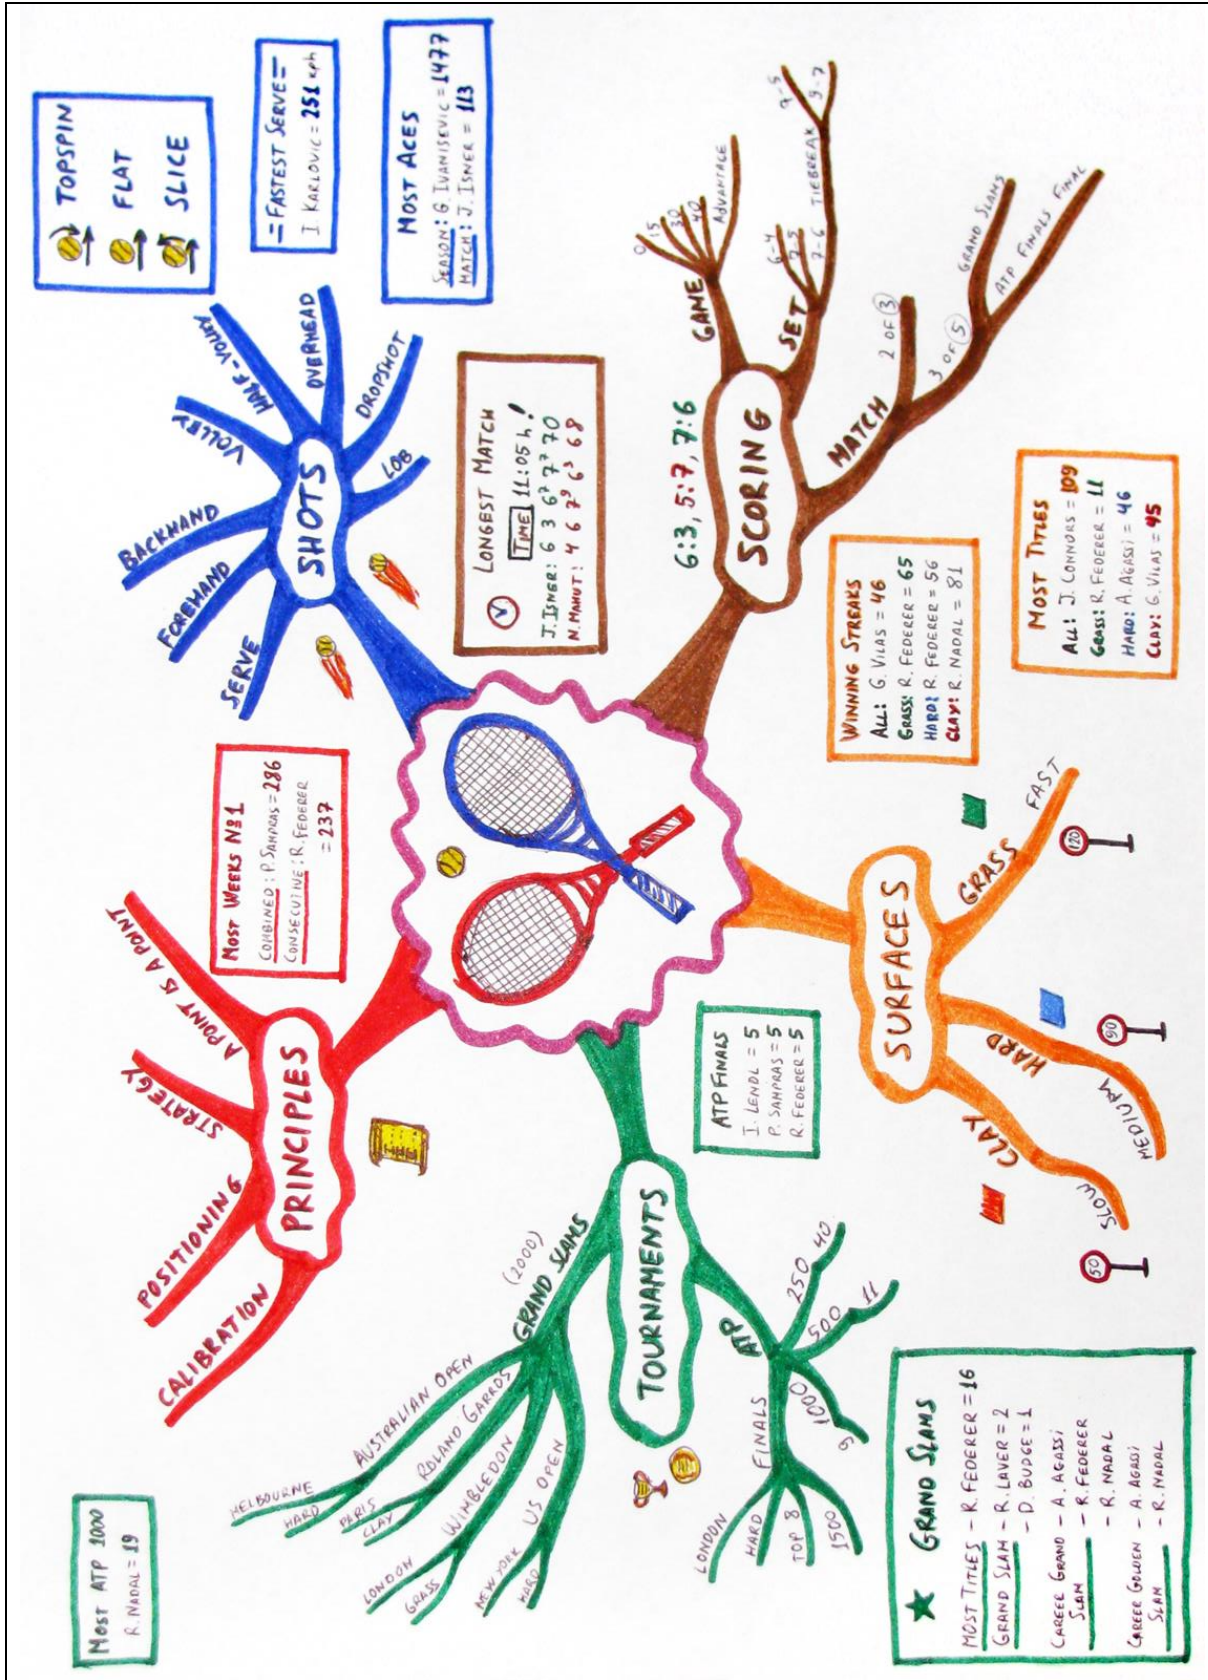 TOPSPIN
FLAT
SLICE
= FASTEST SERVE =
I KARLOVIC = 251 kph
MOST ACES
SEASON: G. IVANISEVIC = 1477
MATCH: J. ISNER = 113
SHOTS
SERVE
FOREHAND
BACKHAND
VOLLEY
HALF-VOLLEY
OVERHEAD
DROPSHOT
LOB
LONGEST MATCH
TIME 11:05 h!
J. ISNER: 6 3 6⁷ 7⁷ 70
N. MAHUT: 4 6 7⁹ 6³ 68
6:3, 5:7, 7:6
SCORING
GAME
0
15
30
40
ADVANTAGE
SET
6-4
7-5
7-6
TIEBREAK
7-5
9-7
MATCH
2 OF 3
3 OF 5
GRAND SLAMS
ATP FINALS FINAL
MOST WEEKS № 1
COMBINED: P. SAMPRAS = 286
CONSECUTIVE: R. FEDERER
= 237
PRINCIPLES
A POINT IS A POINT
STRATEGY
POSITIONING
CALIBRATION
WINNING STREAKS
ALL: G. VILAS = 46
GRASS: R. FEDERER = 65
HARD: R. FEDERER = 56
CLAY: R. NADAL = 81
MOST TITLES
ALL: J. CONNORS = 109
GRASS: R. FEDERER = 11
HARD: A. AGASSI = 46
CLAY: G. VILAS = 45
SURFACES
GRASS
FAST
120
HARD
MEDIUM
90
CLAY
SLOW
50
ATP FINALS
I. LENDL = 5
P. SAMPRAS = 5
R. FEDERER = 5
TOURNAMENTS
GRAND SLAMS
(2000)
AUSTRALIAN OPEN
MELBOURNE
HARD
ROLAND GARROS
PARIS
CLAY
WIMBLEDON
LONDON
GRASS
US OPEN
NEW YORK
HARD
ATP
250
40
500
11
1000
9
FINALS
LONDON
HARD
TOP 8
1500
MOST ATP 1000
R. NADAL = 19
GRAND SLAMS
MOST TITLES - R. FEDERER = 16
GRAND SLAM - R. LAVER = 2
- D. BUDGE = 1
CAREER GRAND - A. AGASSI
SLAM - R. FEDERER
- R. NADAL
CAREER GOLDEN - A. AGASSI
SLAM - R. NADAL